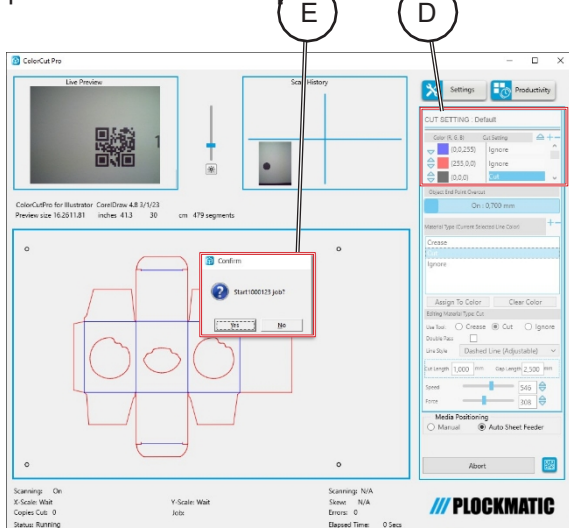 E
D
ColorCut Pro
Live Preview
Scan History
Settings
Productivity
CUT SETTING : Default
Color (R, G, B) Cut Setting
(0,0,255) Ignore
(255,0,0) Ignore
(0,0,0) Cut
Object End Point Overcut
On : 0,700 mm
ColorCutPro for Illustrator CorelDraw 4.8 3/1/23
Preview size 16.2611.81 inches 41.3 30 cm 479 segments
Material Type (Current Selected Line Color)
Crease
Ignore
Assign To Color Clear Color
Editing Material Type: Cut
Use Tool Crease Cut Ignore
Double Pass
Line Style Dashed Line (Adjustable)
Cut Length 1,000 mm Gap Length 2,500 mm
Speed 546
Force 208
Media Positioning
Manual Auto Sheet Feeder
Abort
Confirm
Start1000123 job?
Yes No
Scanning: On
X-Scale: Wait Y-Scale: Wait
Copies Cut: 0 Jobs
Status: Running
Scanning: N/A
Skew: N/A
Errors: 0
Elapsed Time: 0 Secs
PLOCKMATIC